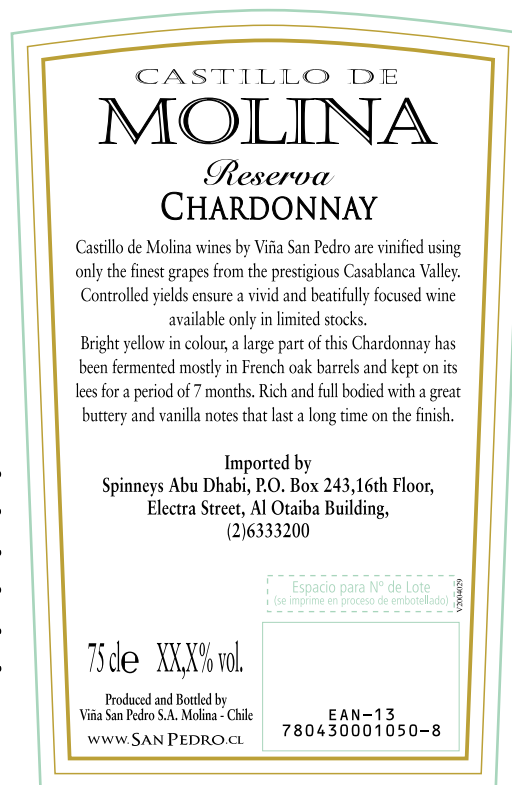 CASTILLO DE
MOLINA
Reserva
CHARDONNAY
Castillo de Molina wines by Viña San Pedro are vinified using
only the finest grapes from the prestigious Casablanca Valley.
Controlled yields ensure a vivid and beatifully focused wine
available only in limited stocks.
Bright yellow in colour, a large part of this Chardonnay has
been fermented mostly in French oak barrels and kept on its
lees for a period of 7 months. Rich and full bodied with a great
buttery and vanilla notes that last a long time on the finish.
Imported by
Spinneys Abu Dhabi, P.O. Box 243,16th Floor,
Electra Street, Al Otaiba Building,
(2)6333200
Espacio para Nº de Lote
(se imprime en proceso de embotellado)
V2004029
75 cl e XX,X% vol.
Produced and Bottled by
Viña San Pedro S.A. Molina - Chile
WWW.SAN PEDRO.CL
EAN-13
780430001050-8